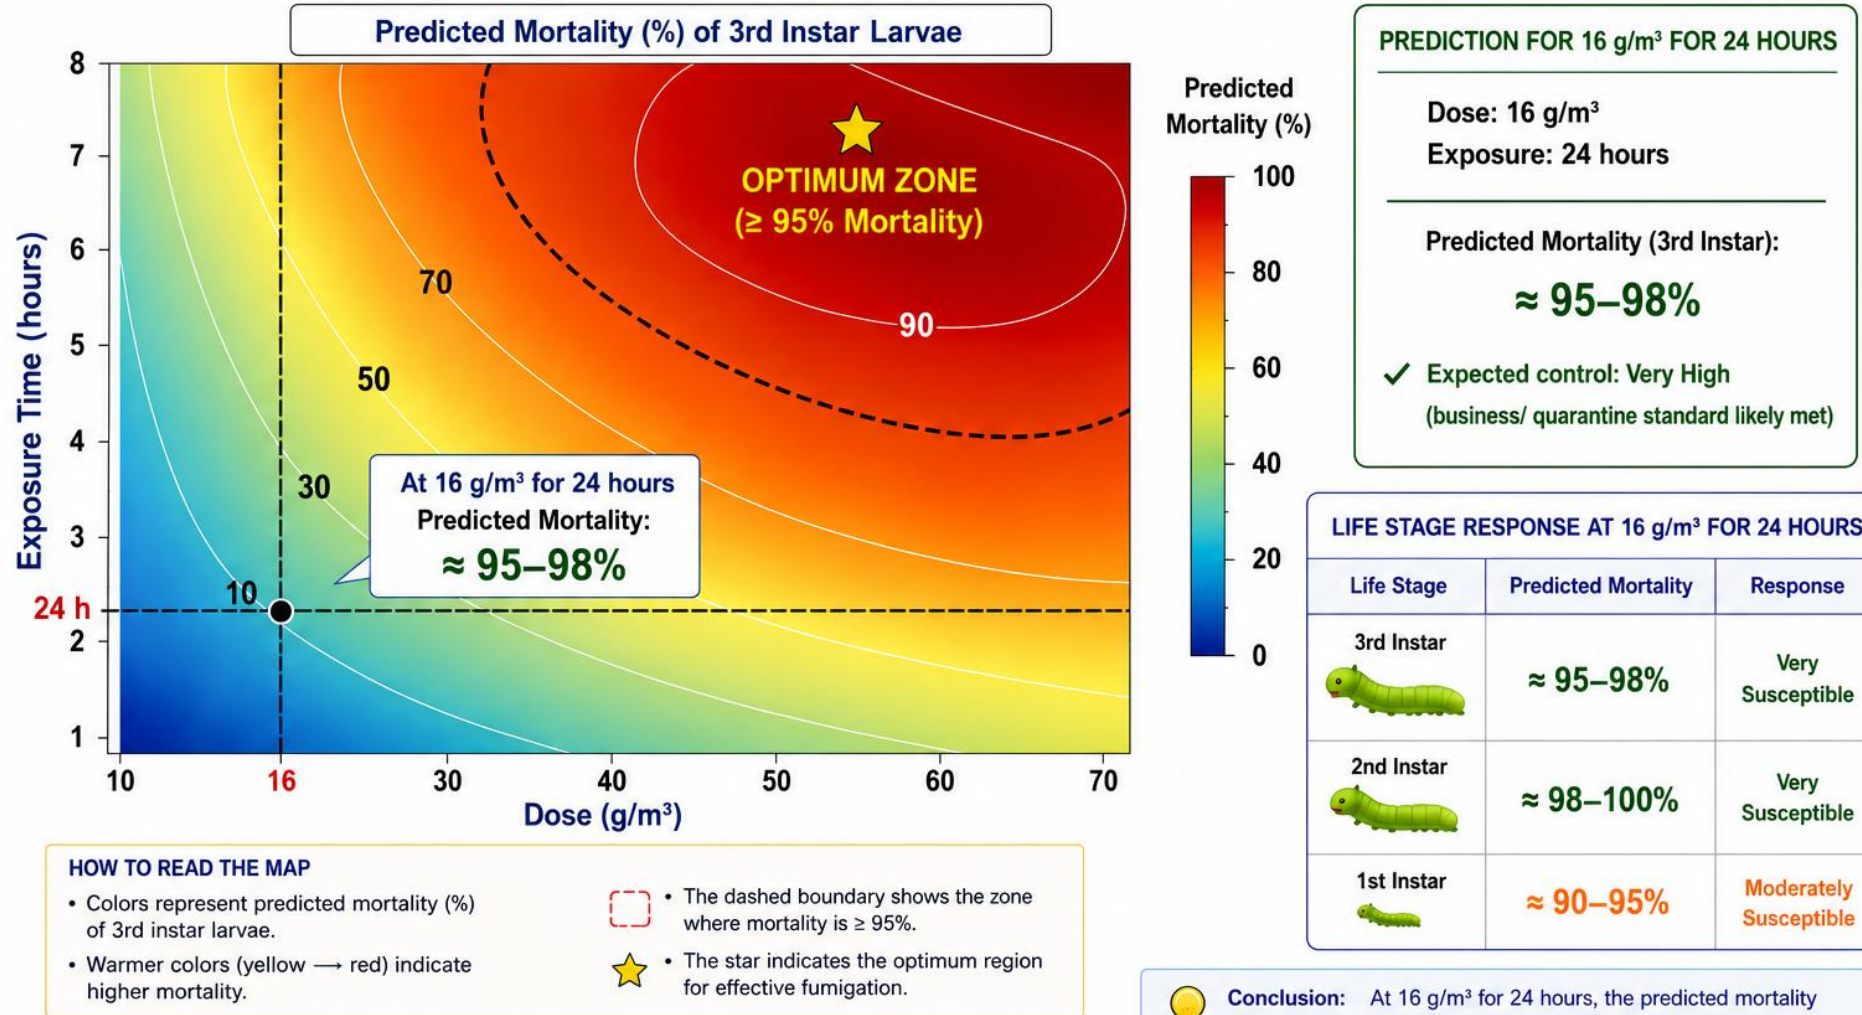 Predicted Mortality (%) of 3rd Instar Larvae
Exposure Time (hours)
8
7
6
5
4
3
24 h
2
1
10
16
30
40
50
60
70
Dose (g/m³)
OPTIMUM ZONE
(≥ 95% Mortality)
70
90
50
30
10
At 16 g/m³ for 24 hours
Predicted Mortality:
≈ 95–98%
Predicted
Mortality (%)
100
80
60
40
20
0
PREDICTION FOR 16 g/m³ FOR 24 HOURS
Dose: 16 g/m³
Exposure: 24 hours
Predicted Mortality (3rd Instar):
≈ 95–98%
✓ Expected control: Very High
(business/ quarantine standard likely met)
LIFE STAGE RESPONSE AT 16 g/m³ FOR 24 HOURS
Life Stage Predicted Mortality Response
3rd Instar ≈ 95–98% Very Susceptible
2nd Instar ≈ 98–100% Very Susceptible
1st Instar ≈ 90–95% Moderately Susceptible
HOW TO READ THE MAP
• Colors represent predicted mortality (%)
of 3rd instar larvae.
• Warmer colors (yellow → red) indicate
higher mortality.
• The dashed boundary shows the zone
where mortality is ≥ 95%.
• The star indicates the optimum region
for effective fumigation.
Conclusion: At 16 g/m³ for 24 hours, the predicted mortality